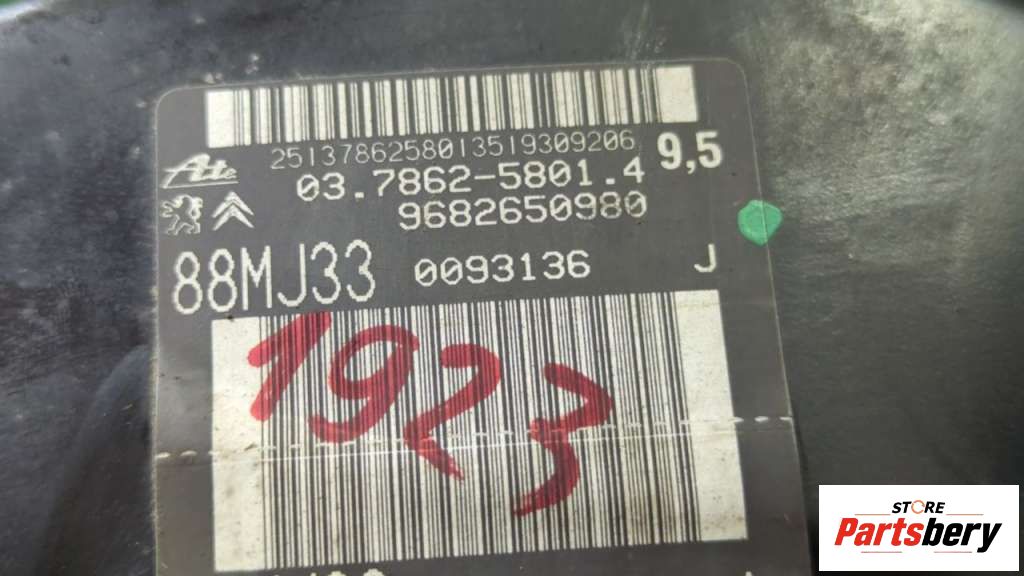 2513786258013519309206
9,5
Ate
03.7862-5801.4
9682650980
88MJ33 0093136 J
1923
STORE
Partsbery